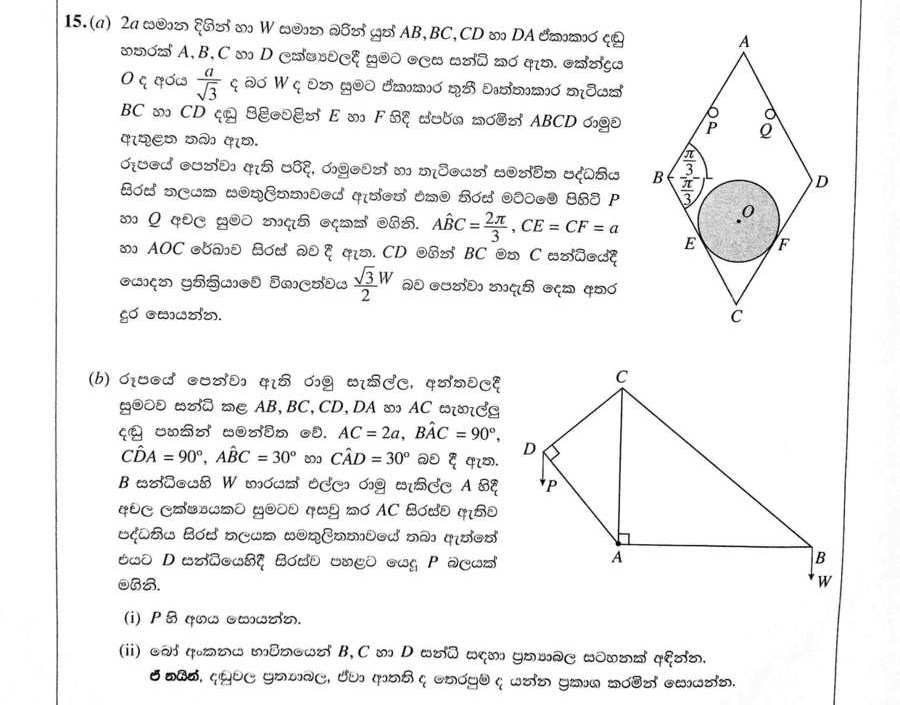 15.(a) 2a සමාන දිගින් හා W සමාන බරින් යුත් AB, BC, CD හා DA ඒකාකාර දඬු
හතරක් A, B, C හා D ලක්ෂ්‍යවලදී සුමට ලෙස සන්ධි කර ඇත. කේන්ද්‍රය
O ද අරය a/√3 ද බර W ද වන සුමට ඒකාකාර තුනී වෘත්තාකාර තැටියක්
BC හා CD දඬු පිළිවෙළින් E හා F හිදී ස්පර්ශ කරමින් ABCD රාමුව
ඇතුළත තබා ඇත.
රූපයේ පෙන්වා ඇති පරිදි, රාමුවෙන් හා තැටියෙන් සමන්විත පද්ධතිය
සිරස් තලයක සමතුලිතතාවයේ ඇත්තේ එකම තිරස් මට්ටමේ පිහිටි P
හා Q අචල සුමට නාදැති දෙකක් මගිනි. AB̂C = 2π/3, CE = CF = a
හා AOC රේඛාව සිරස් බව දී ඇත. CD මගින් BC මත C සන්ධියේදී
යොදන ප්‍රතික්‍රියාවේ විශාලත්වය √3/2 W බව පෙන්වා නාදැති දෙක අතර
දුර සොයන්න.
A
P
Q
π/3
B
π/3
D
O
E
F
C
(b) රූපයේ පෙන්වා ඇති රාමු සැකිල්ල, අන්තවලදී
සුමටව සන්ධි කළ AB, BC, CD, DA හා AC සැහැල්ලු
දඬු පහකින් සමන්විත වේ. AC = 2a, BÂC = 90°,
CD̂A = 90°, AB̂C = 30° හා CÂD = 30° බව දී ඇත.
B සන්ධියෙහි W භාරයක් එල්ලා රාමු සැකිල්ල A හිදී
අචල ලක්ෂ්‍යයකට සුමටව අසවු කර AC සිරස්ව ඇතිව
පද්ධතිය සිරස් තලයක සමතුලිතතාවයේ තබා ඇත්තේ
එයට D සන්ධියෙහිදී සිරස්ව පහළට යෙදූ P බලයක්
මගිනි.
C
D
P
A
B
W
(i) P හි අගය සොයන්න.
(ii) බෝ අංකනය භාවිතයෙන් B, C හා D සන්ධි සඳහා ප්‍රත්‍යාබල සටහනක් අඳින්න.
ඒ නයින්, දඬුවල ප්‍රත්‍යාබල, ඒවා ආතති ද තෙරපුම් ද යන්න ප්‍රකාශ කරමින් සොයන්න.